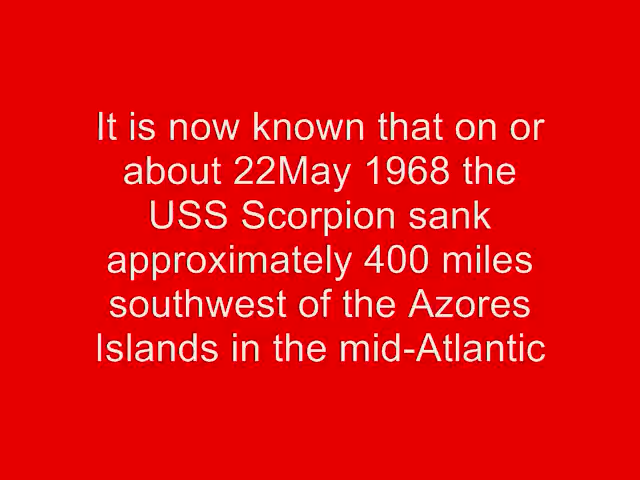 It is now known that on or
about 22May 1968 the
USS Scorpion sank
approximately 400 miles
southwest of the Azores
Islands in the mid-Atlantic